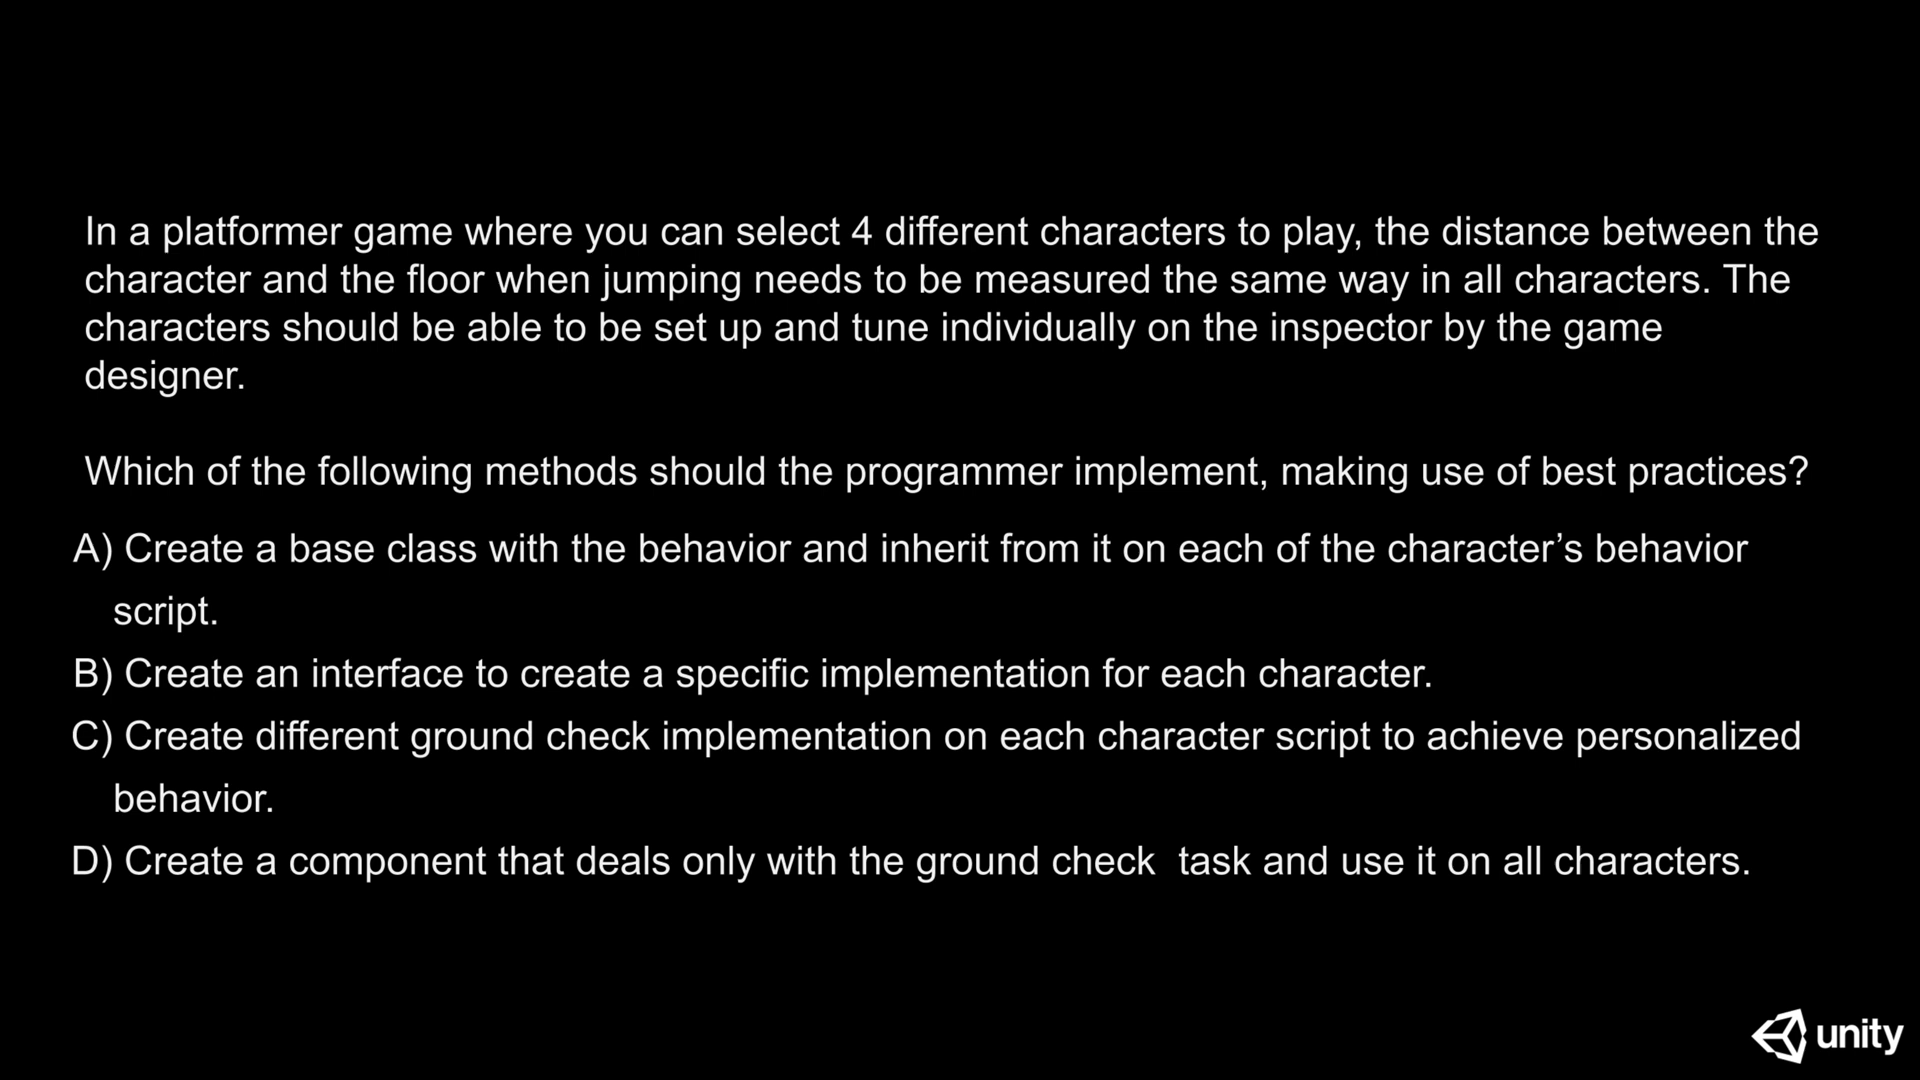 In a platformer game where you can select 4 different characters to play, the distance between the
character and the floor when jumping needs to be measured the same way in all characters. The
characters should be able to be set up and tune individually on the inspector by the game
designer.
Which of the following methods should the programmer implement, making use of best practices?
A) Create a base class with the behavior and inherit from it on each of the character’s behavior
script.
B) Create an interface to create a specific implementation for each character.
C) Create different ground check implementation on each character script to achieve personalized
behavior.
D) Create a component that deals only with the ground check  task and use it on all characters.
unity